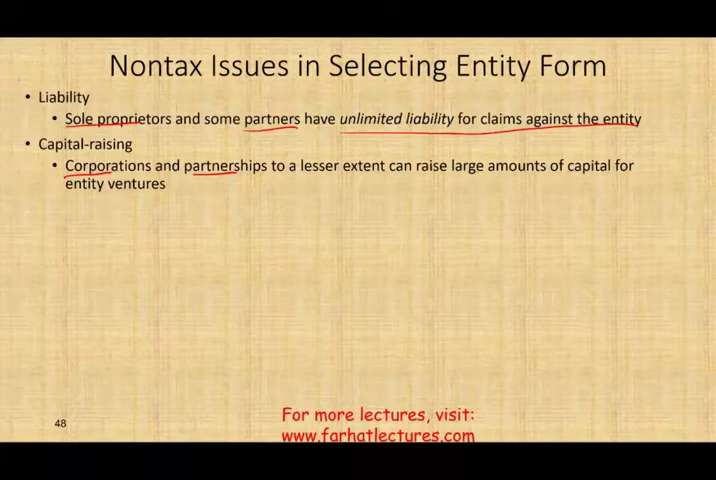 Nontax Issues in Selecting Entity Form
• Liability
• Sole proprietors and some partners have unlimited liability for claims against the entity
• Capital-raising
• Corporations and partnerships to a lesser extent can raise large amounts of capital for
entity ventures
48
For more lectures, visit:
www.farhatlectures.com